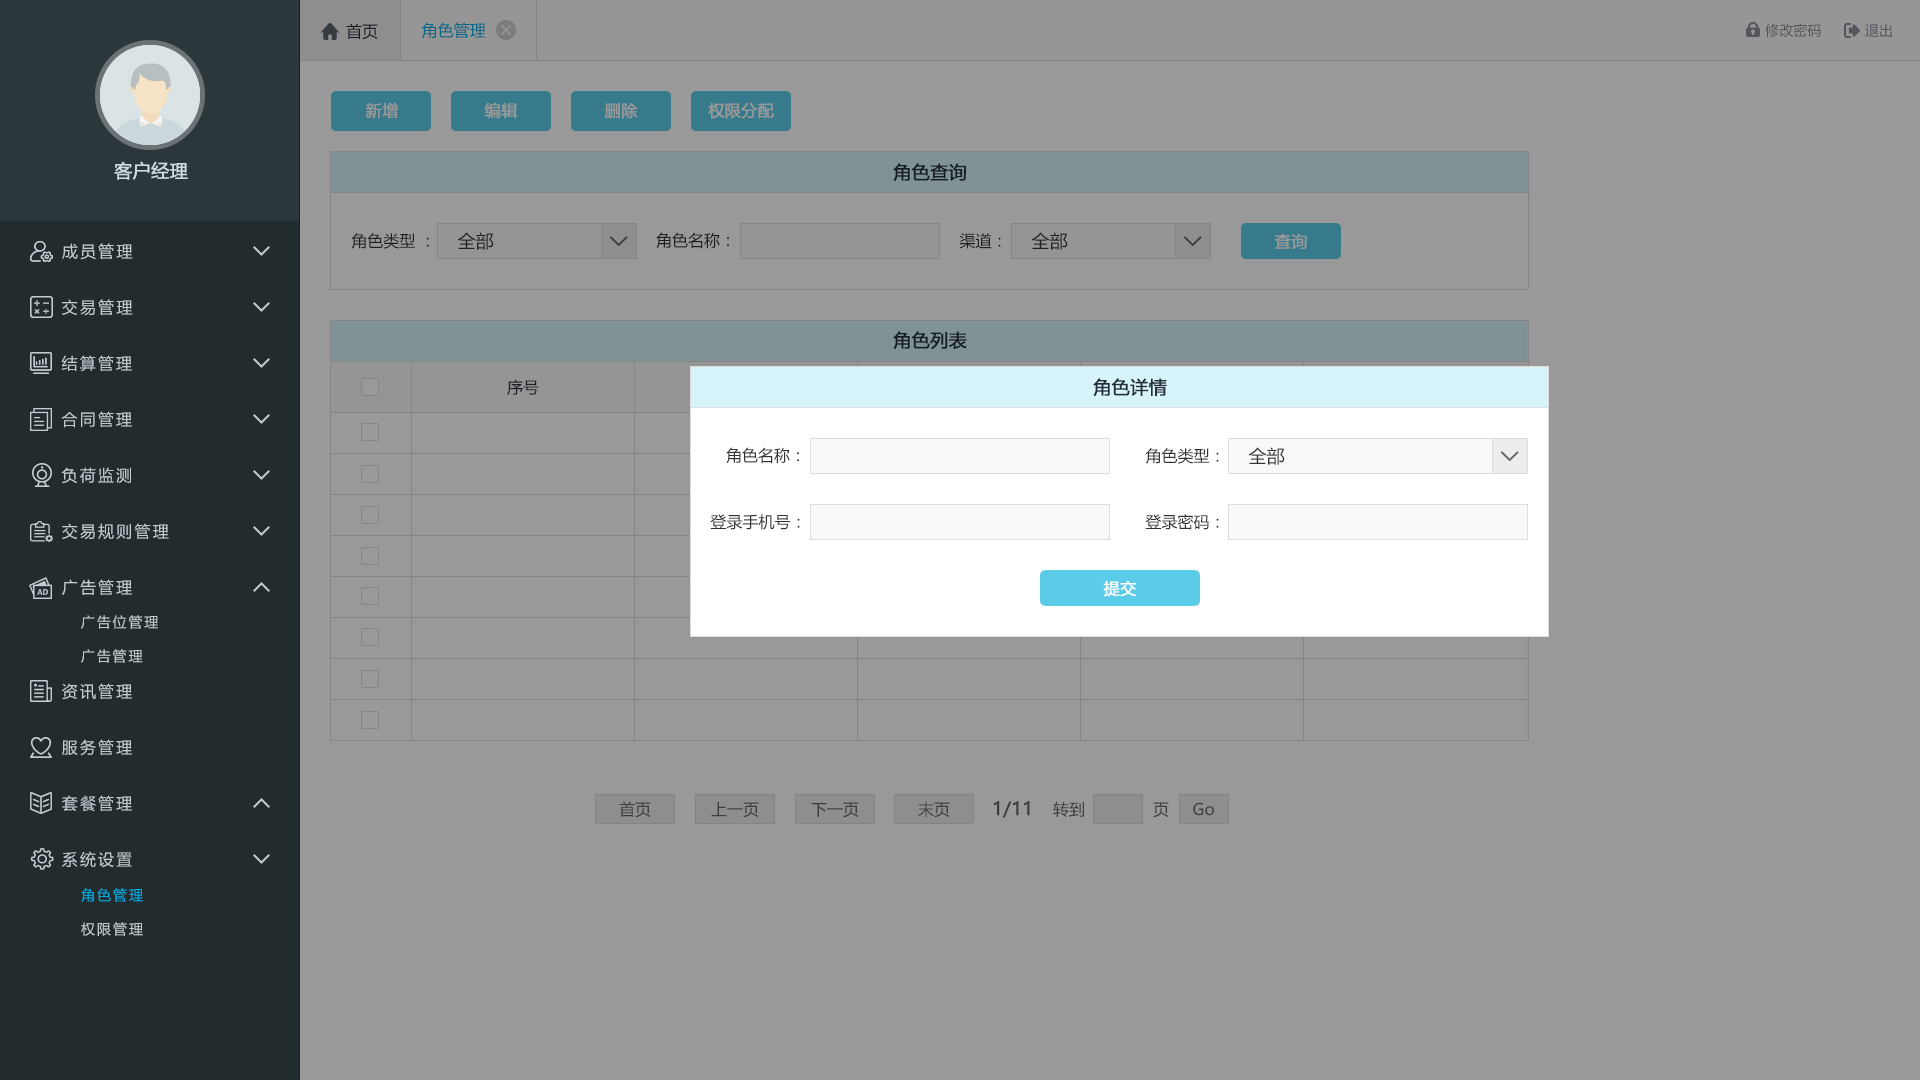 首页
角色管理
修改密码
退出
客户经理
成员管理
交易管理
结算管理
合同管理
负荷监测
交易规则管理
广告管理
AD
广告位管理
广告管理
资讯管理
服务管理
套餐管理
系统设置
角色管理
权限管理
新增
编辑
删除
权限分配
角色查询
角色类型 : 全部
角色名称 :
渠道 : 全部
查询
角色列表
序号
角色详情
角色名称 :
角色类型 : 全部
登录手机号 :
登录密码 :
提交
首页
上一页
下一页
末页
1/11
转到
页
Go